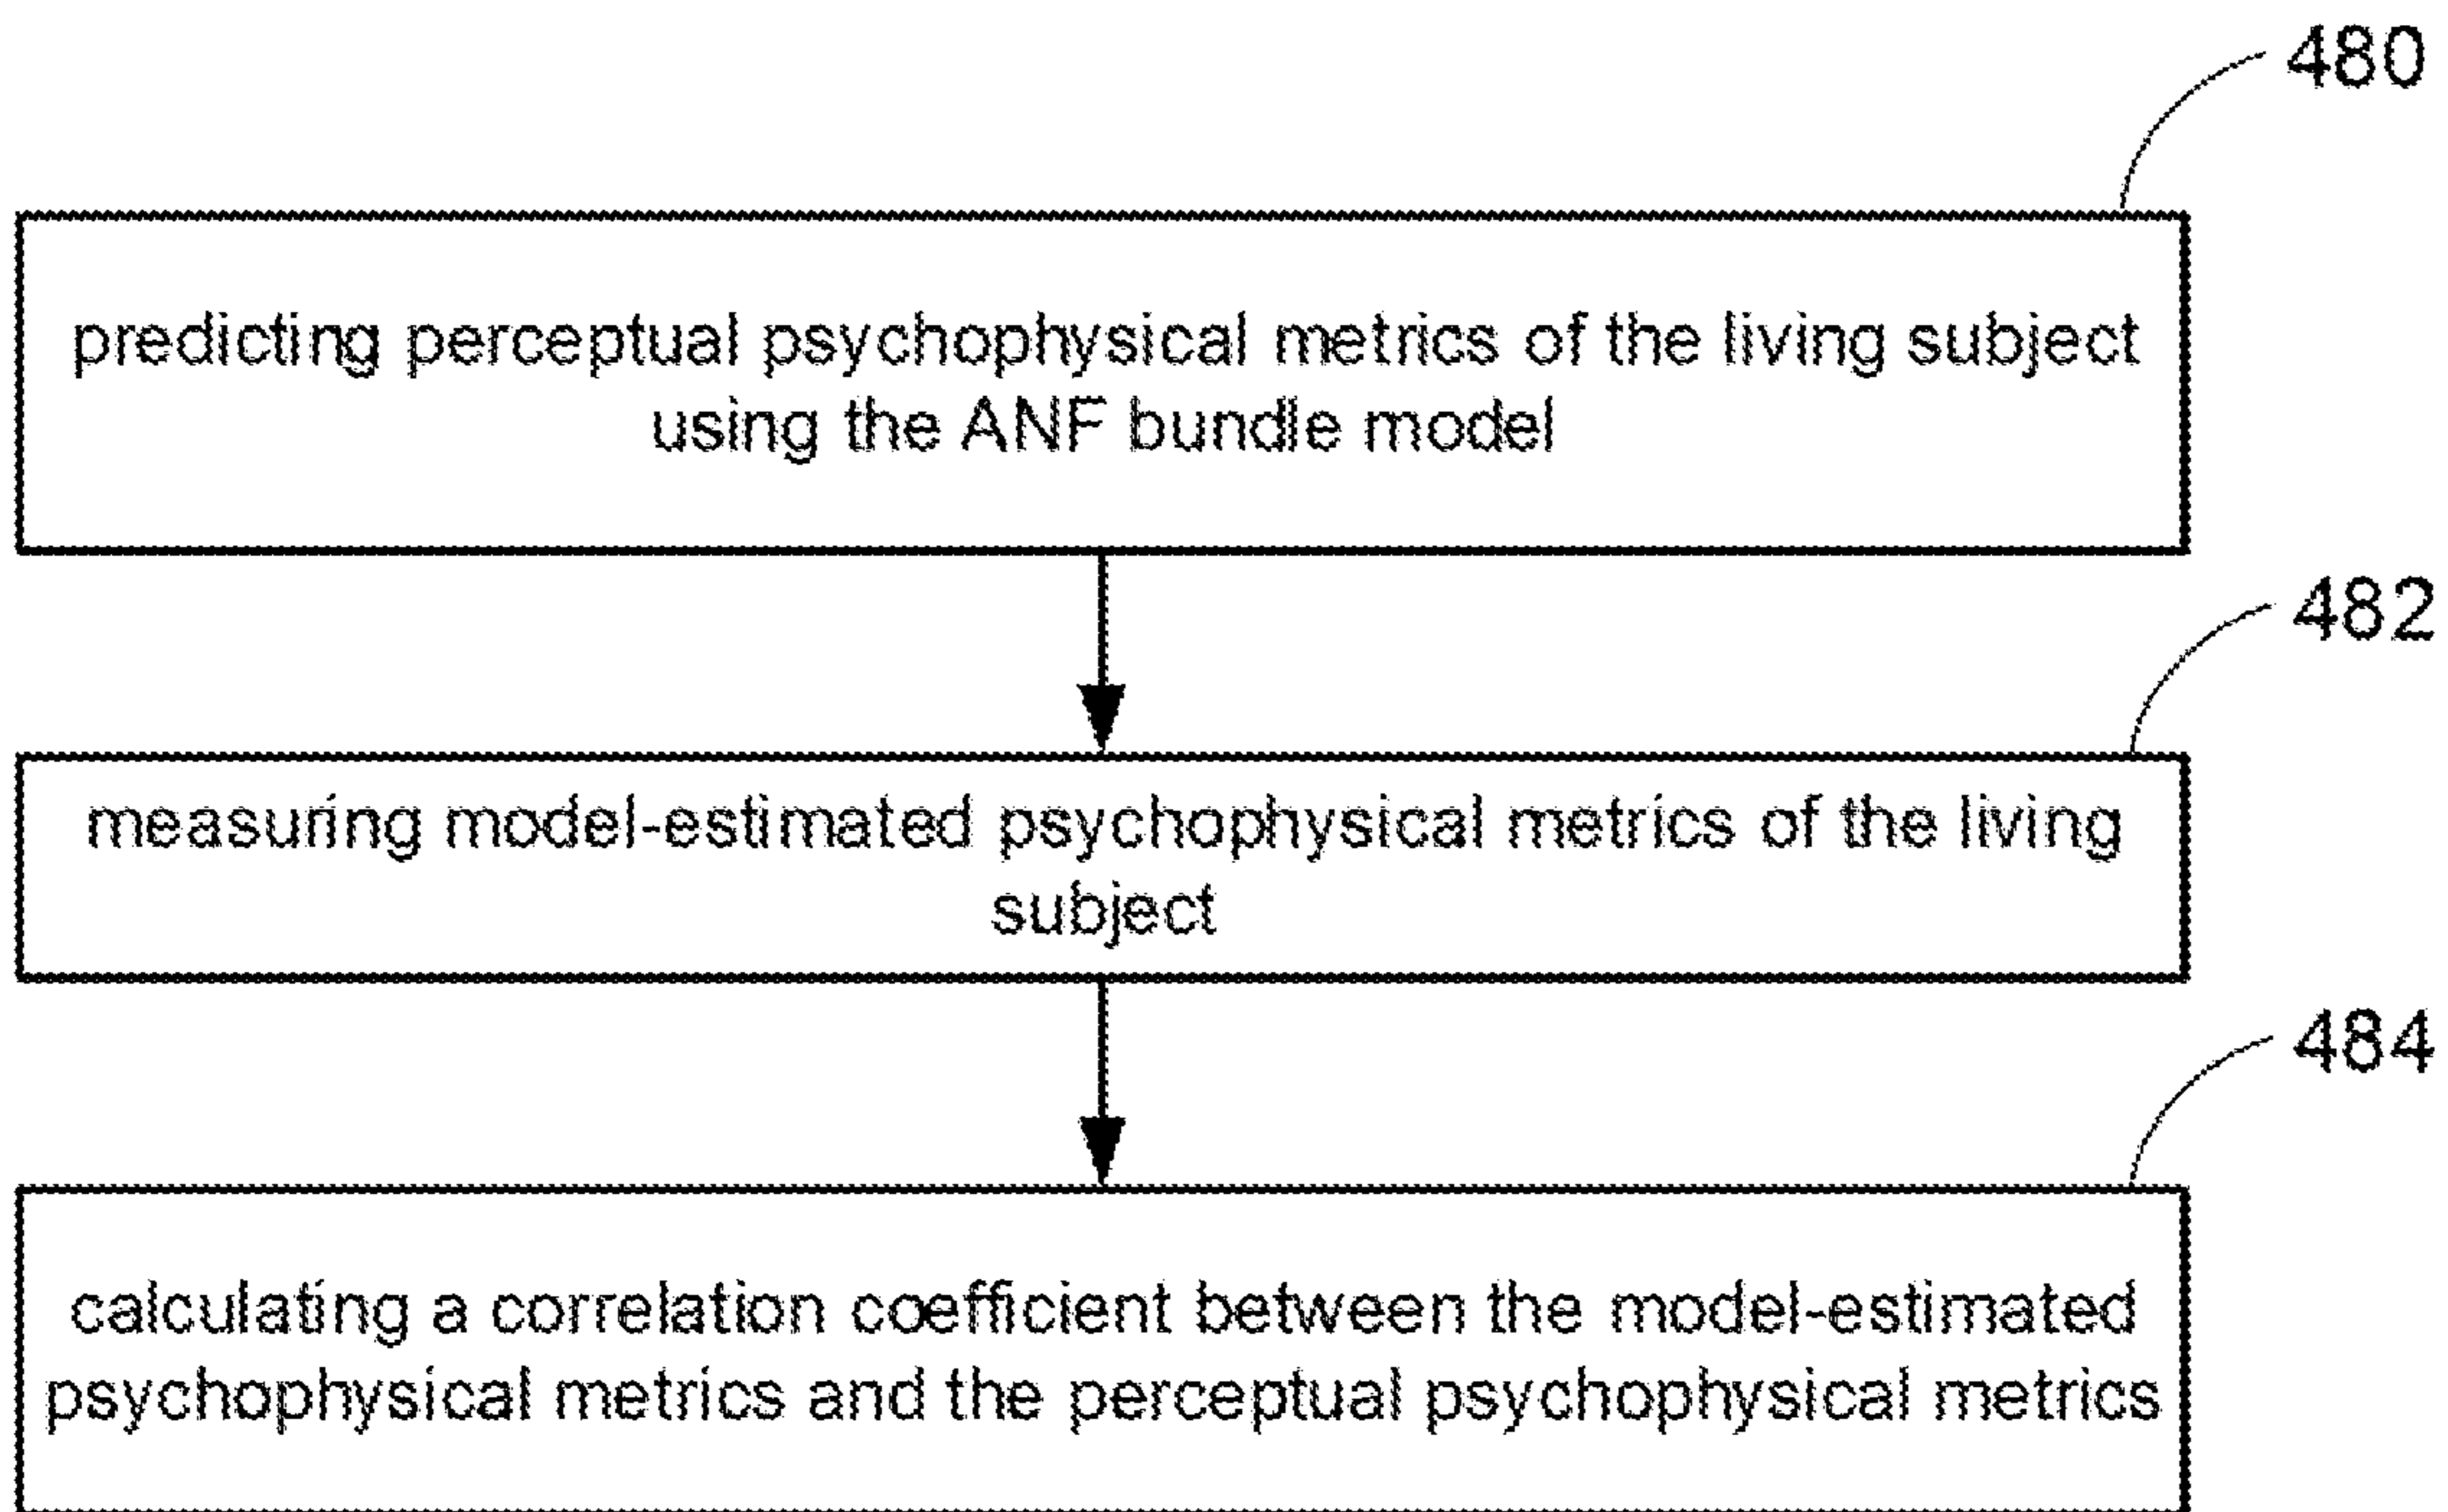 480
predicting perceptual psychophysical metrics of the living subject
using the ANF bundle model
482
measuring model-estimated psychophysical metrics of the living
subject
484
calculating a correlation coefficient between the model-estimated
psychophysical metrics and the perceptual psychophysical metrics